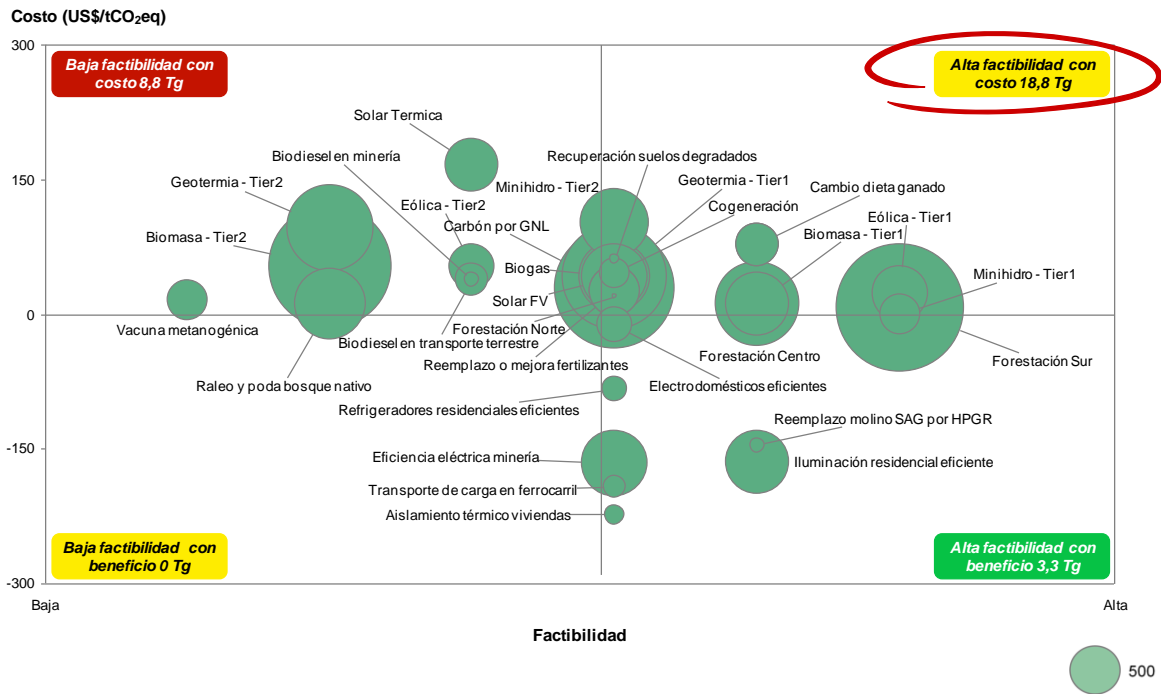 Costo (US$/tCO₂eq)
300
Baja factibilidad con
costo 8,8 Tg
Alta factibilidad con
costo 18,8 Tg
Solar Termica
Biodiesel en minería
Recuperación suelos degradados
Geotermia - Tier2
Minihidro - Tier2
Geotermia - Tier1
Cambio dieta ganado
150
Eólica - Tier2
Cogeneración
Eólica - Tier1
Carbón por GNL
Biomasa - Tier1
Biomasa - Tier2
Biogas
Minihidro - Tier1
Solar FV
0
Vacuna metanogénica
Forestación Norte
Biodiesel en transporte terrestre
Forestación Centro
Forestación Sur
Reemplazo o mejora fertilizantes
Raleo y poda bosque nativo
Electrodomésticos eficientes
Refrigeradores residenciales eficientes
Reemplazo molino SAG por HPGR
-150
Eficiencia eléctrica minería
Iluminación residencial eficiente
Transporte de carga en ferrocarril
Aislamiento térmico viviendas
Baja factibilidad con
beneficio 0 Tg
Alta factibilidad con
beneficio 3,3 Tg
-300
Baja
Alta
Factibilidad
500